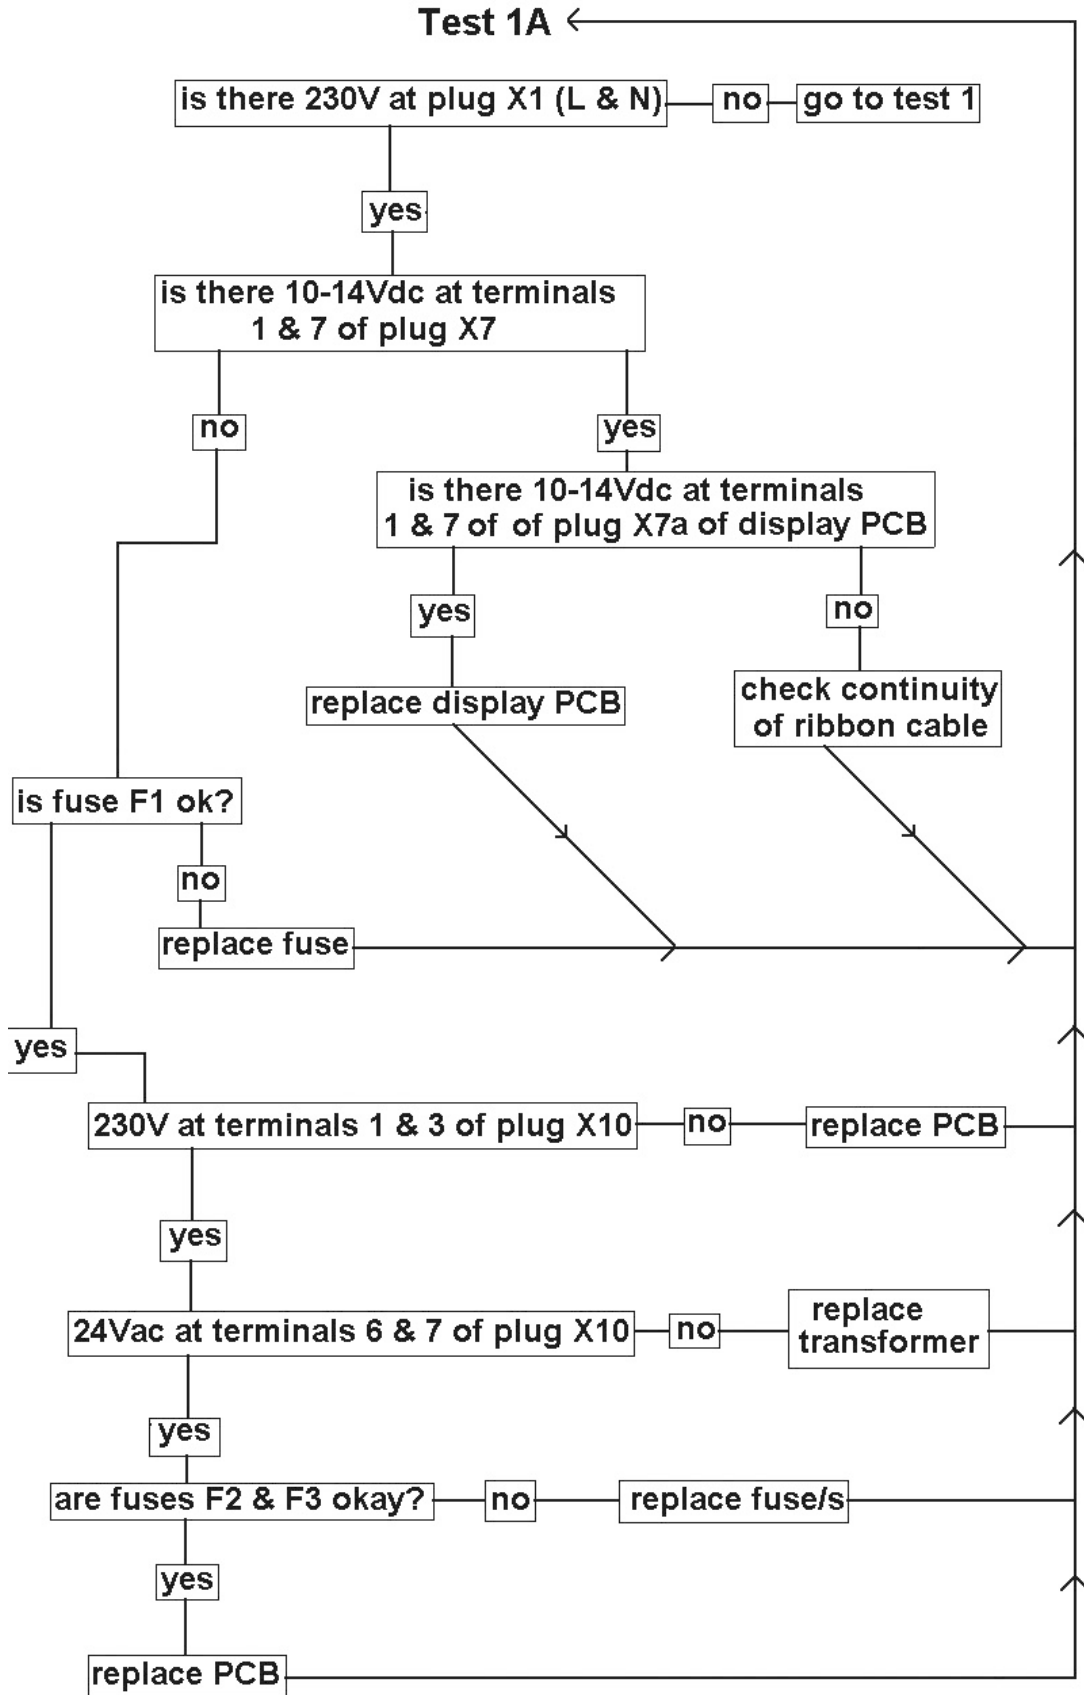 Test 1A
is there 230V at plug X1 (L & N)
no
go to test 1
yes
is there 10-14Vdc at terminals
1 & 7 of plug X7
no
yes
is there 10-14Vdc at terminals
1 & 7 of of plug X7a of display PCB
yes
no
replace display PCB
check continuity
of ribbon cable
is fuse F1 ok?
no
replace fuse
yes
230V at terminals 1 & 3 of plug X10
no
replace PCB
yes
24Vac at terminals 6 & 7 of plug X10
no
replace
transformer
yes
are fuses F2 & F3 okay?
no
replace fuse/s
yes
replace PCB